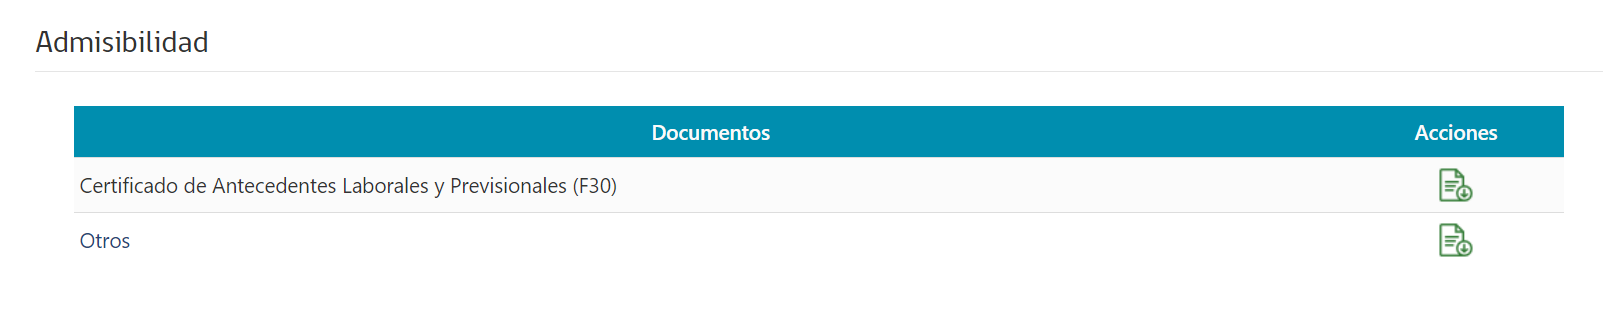 Admisibilidad
Documentos Acciones
Certificado de Antecedentes Laborales y Previsionales (F30)
Otros